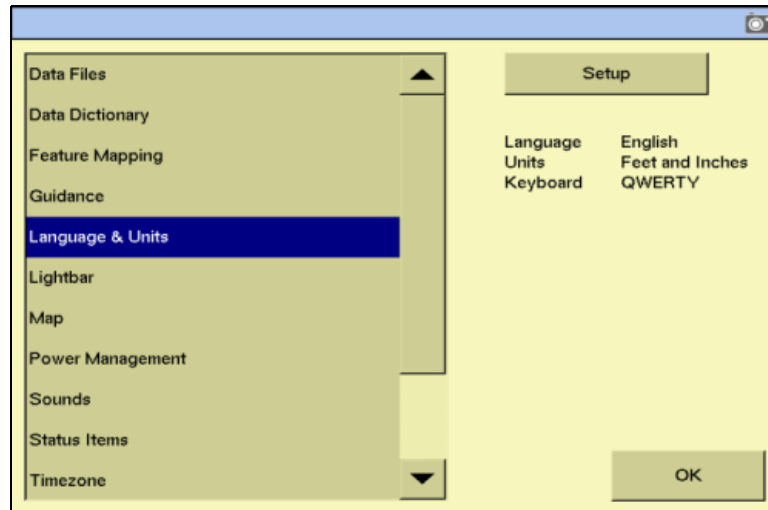 Data Files
Data Dictionary
Feature Mapping
Guidance
Language & Units
Lightbar
Map
Power Management
Sounds
Status Items
Timezone
Setup
Language English
Units Feet and Inches
Keyboard QWERTY
OK